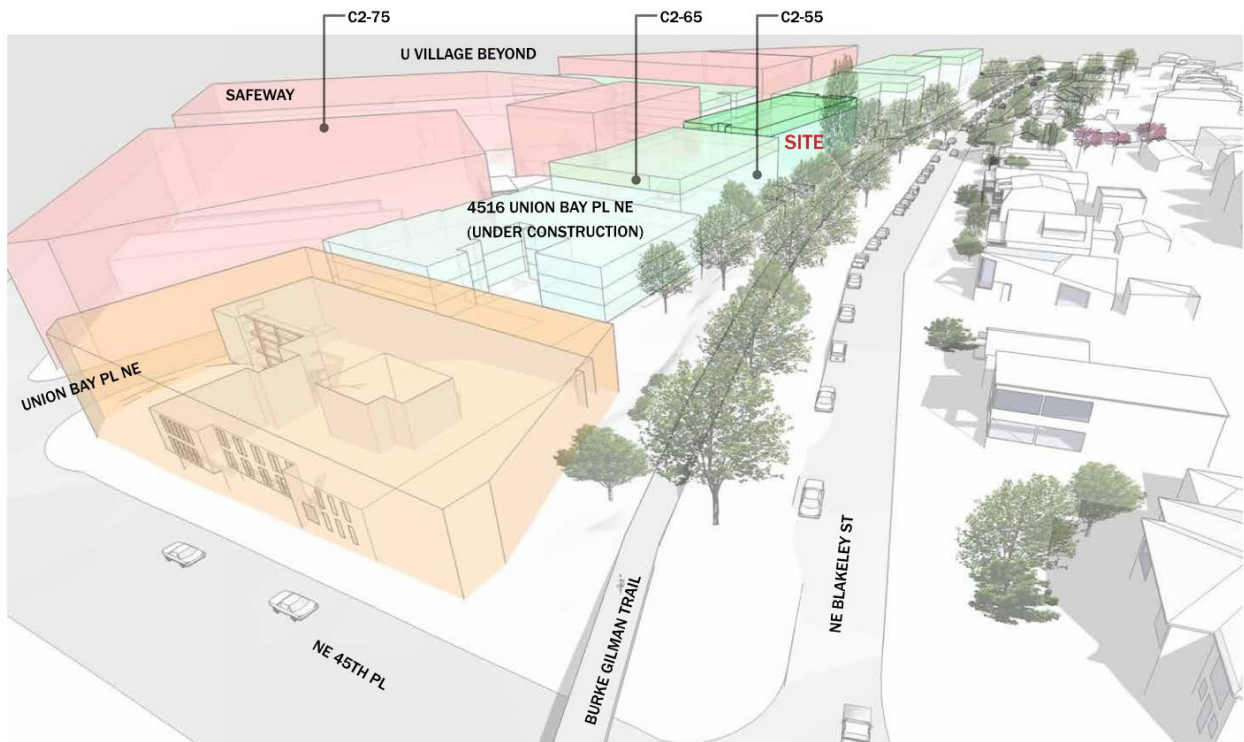 C2-75
C2-65
C2-55
U VILLAGE BEYOND
SAFEWAY
SITE
4516 UNION BAY PL NE
(UNDER CONSTRUCTION)
UNION BAY PL NE
NE 45TH PL
BURKE GILMAN TRAIL
NE BLAKELEY ST